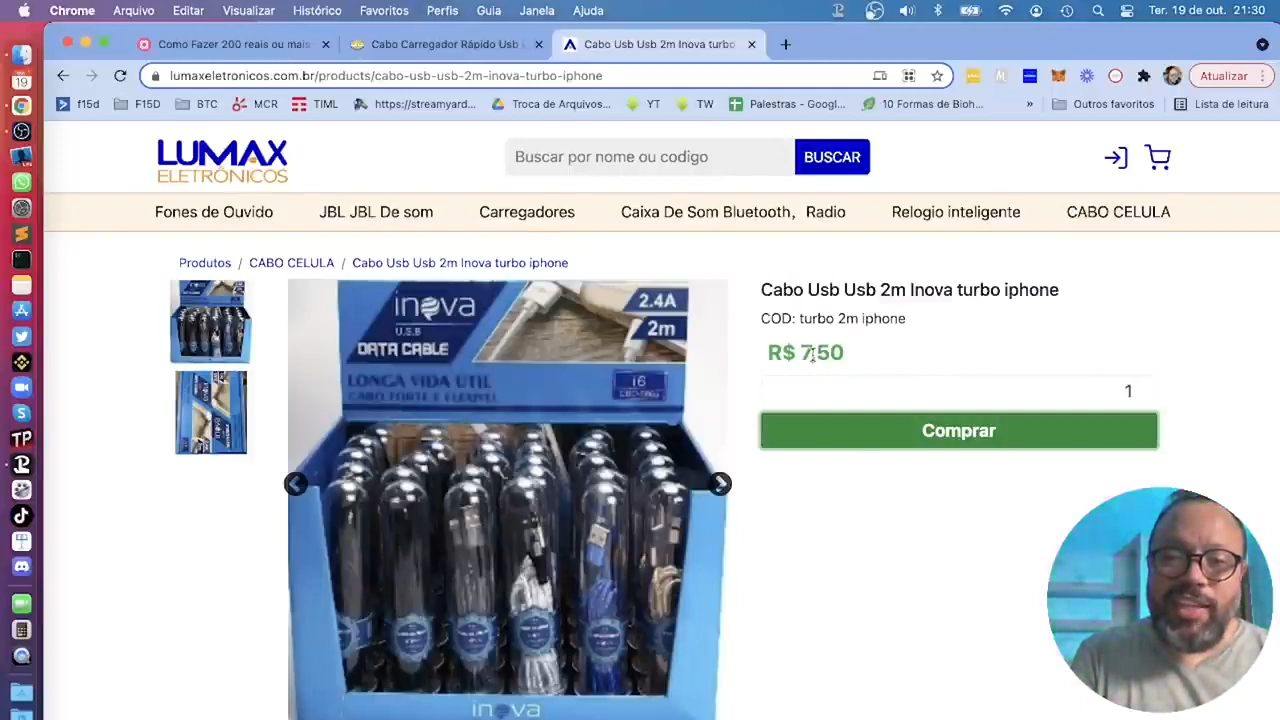 Chrome Arquivo Editar Visualizar Histórico Favoritos Perfis Guia Janela Ajuda Ter. 19 de out. 21:30
Como Fazer 200 reais ou mais
Cabo Carregador Rápido Usb
Cabo Usb Usb 2m Inova turbo
lumaxeletronicos.com.br/products/cabo-usb-usb-2m-inova-turbo-iphone
Atualizar
f15d F15D BTC MCR TIML https://streamyard... Troca de Arquivos... YT TW Palestras - Googl... 10 Formas de Bioh... » Outros favoritos Lista de leitura
LUMAX
ELETRÔNICOS
Buscar por nome ou codigo
BUSCAR
Fones de Ouvido JBL JBL De som Carregadores Caixa De Som Bluetooth, Radio Relogio inteligente CABO CELULA
Produtos / CABO CELULA / Cabo Usb Usb 2m Inova turbo iphone
Cabo Usb Usb 2m Inova turbo iphone
COD: turbo 2m iphone
R$ 7,50
1
Comprar
inova
U.S.B
DATA CABLE
2.4A
2m
LONGA VIDA UTIL
CABO FORTE E FLEXIVEL
i6
inova
19
TP